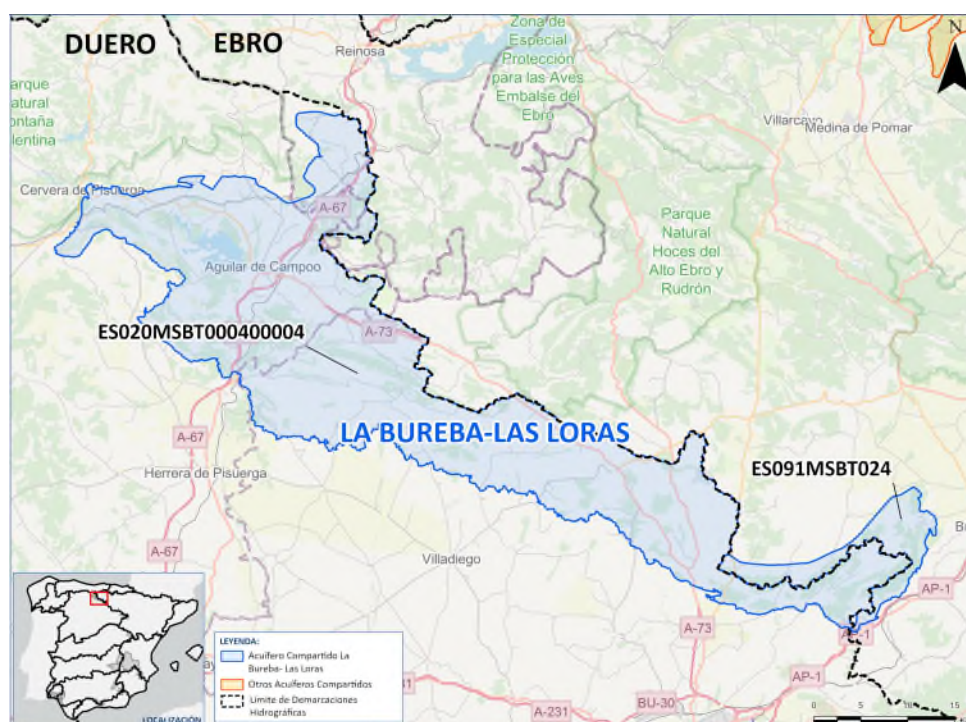 DUERO
EBRO
Reinosa
Zona de
Especial
Protección
para las Aves
Embalse del
Ebro
N
Parque
Natural
Villarcayo
Medina de Pomar
Cervera de Pisuerga
A-67
Parque
Natural
Hoces del
Alto Ebro y
Rudrón
Aguilar de Campoo
ES020MSBT000400004
A-73
LA BUREBA-LAS LORAS
A-67
ES091MSBT024
Herrera de Pisuerga
Villadiego
A-67
AP-1
A-73
AP-1
AP-1
BU-30
A-231
LEYENDA:
Acuífero Compartido La
Bureba- Las Loras
Otros Acuíferos Compartidos
Límite de Demarcaciones
Hidrográficas
LOCALIZACIÓN
0
5
10
15